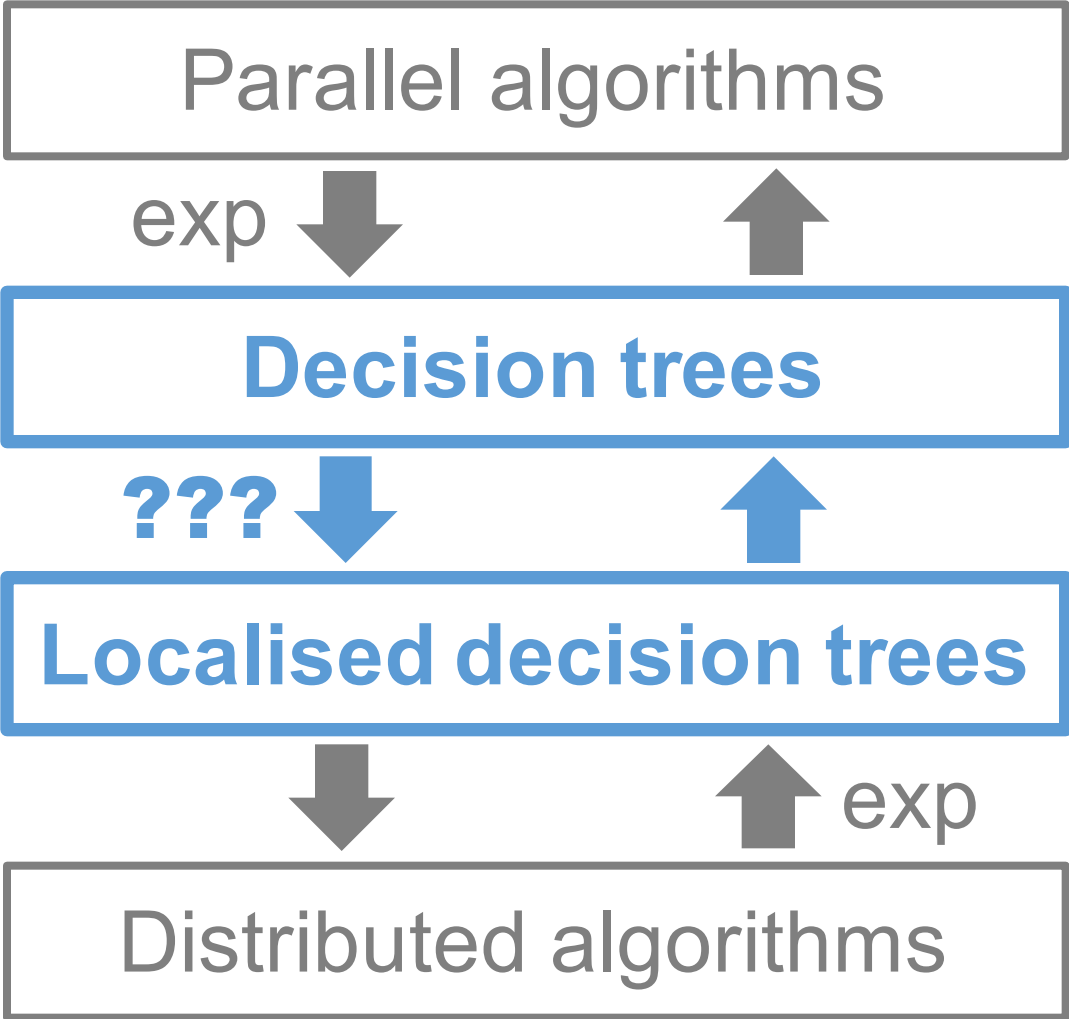 Parallel algorithms
exp
Decision trees
???
Localised decision trees
exp
Distributed algorithms